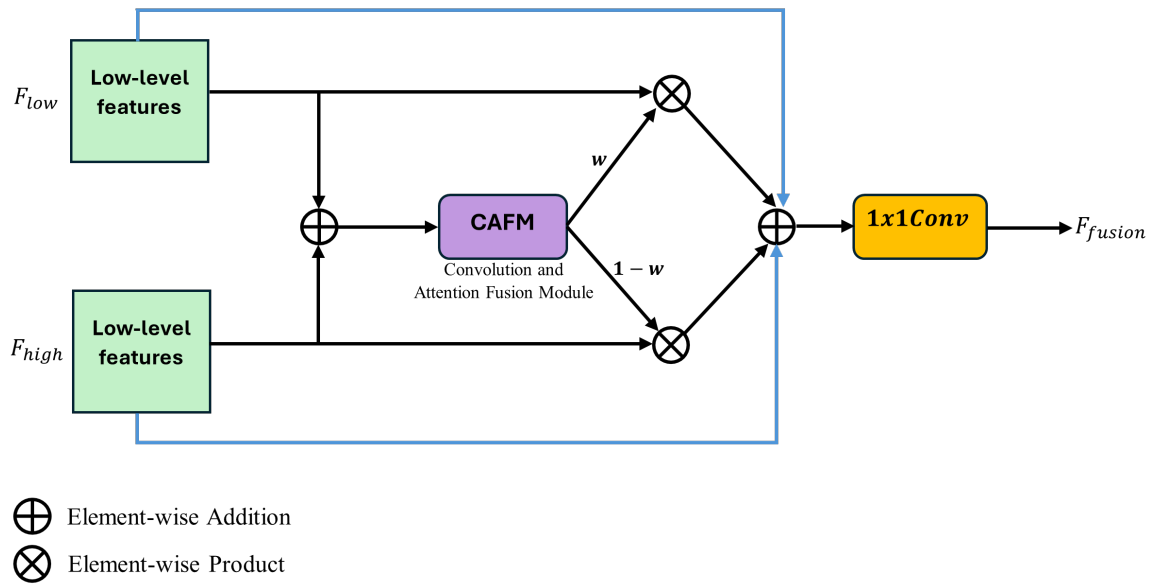 Low-level
features
F_low
w
CAFM
Convolution and
Attention Fusion Module
1 − w
1x1Conv
F_fusion
Low-level
features
F_high
Element-wise Addition
Element-wise Product